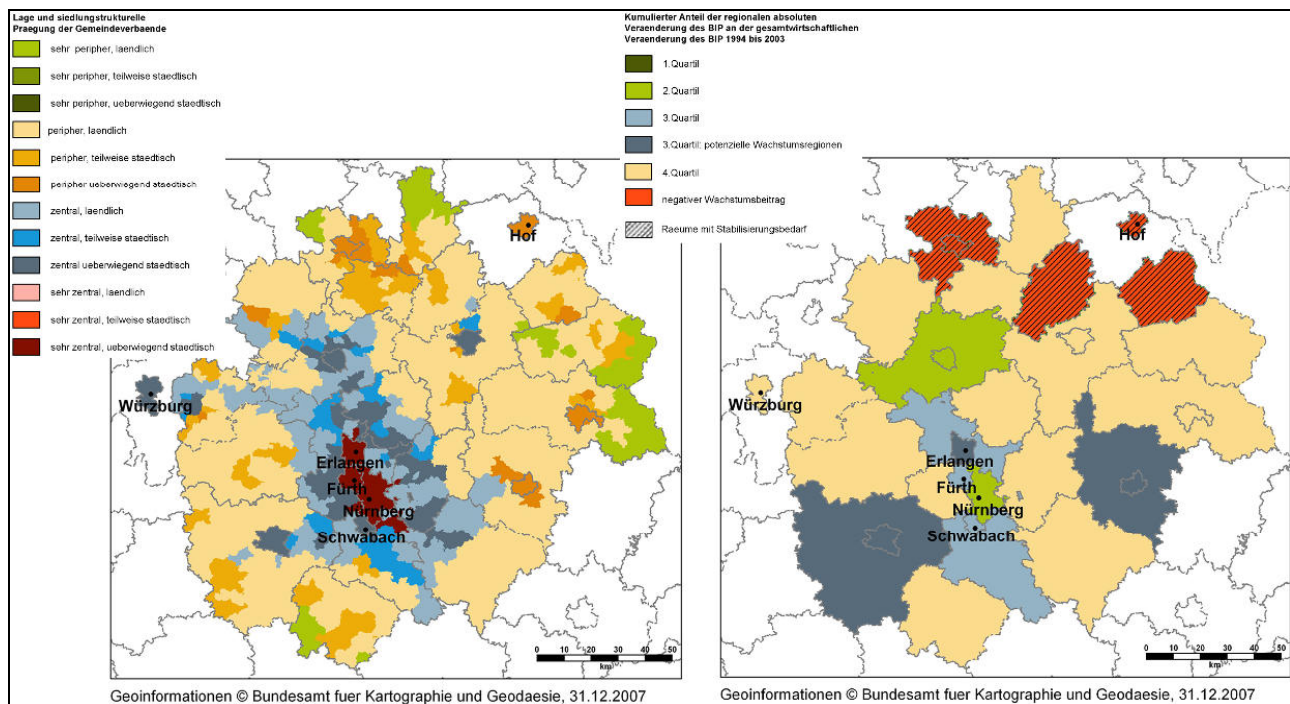 Lage und siedlungsstrukturelle
Praegung der Gemeindeverbaende
sehr peripher, laendlich
sehr peripher, teilweise staedtisch
sehr peripher, ueberwiegend staedtisch
peripher, laendlich
peripher, teilweise staedtisch
peripher ueberwiegend staedtisch
zentral, laendlich
zentral, teilweise staedtisch
zentral ueberwiegend staedtisch
sehr zentral, laendlich
sehr zentral, teilweise staedtisch
sehr zentral, ueberwiegend staedtisch
Hof
Würzburg
Erlangen
Fürth
Nürnberg
Schwabach
0 10 20 30 40 50
km
Geoinformationen © Bundesamt fuer Kartographie und Geodaesie, 31.12.2007
Kumulierter Anteil der regionalen absoluten
Veraenderung des BIP an der gesamtwirtschaftlichen
Veraenderung des BIP 1994 bis 2003
1.Quartil
2.Quartil
3.Quartil
3.Quartil: potenzielle Wachstumsregionen
4.Quartil
negativer Wachstumsbeitrag
Raeume mit Stabilisierungsbedarf
Hof
Würzburg
Erlangen
Fürth
Nürnberg
Schwabach
0 10 20 30 40 50
km
Geoinformationen © Bundesamt fuer Kartographie und Geodaesie, 31.12.2007